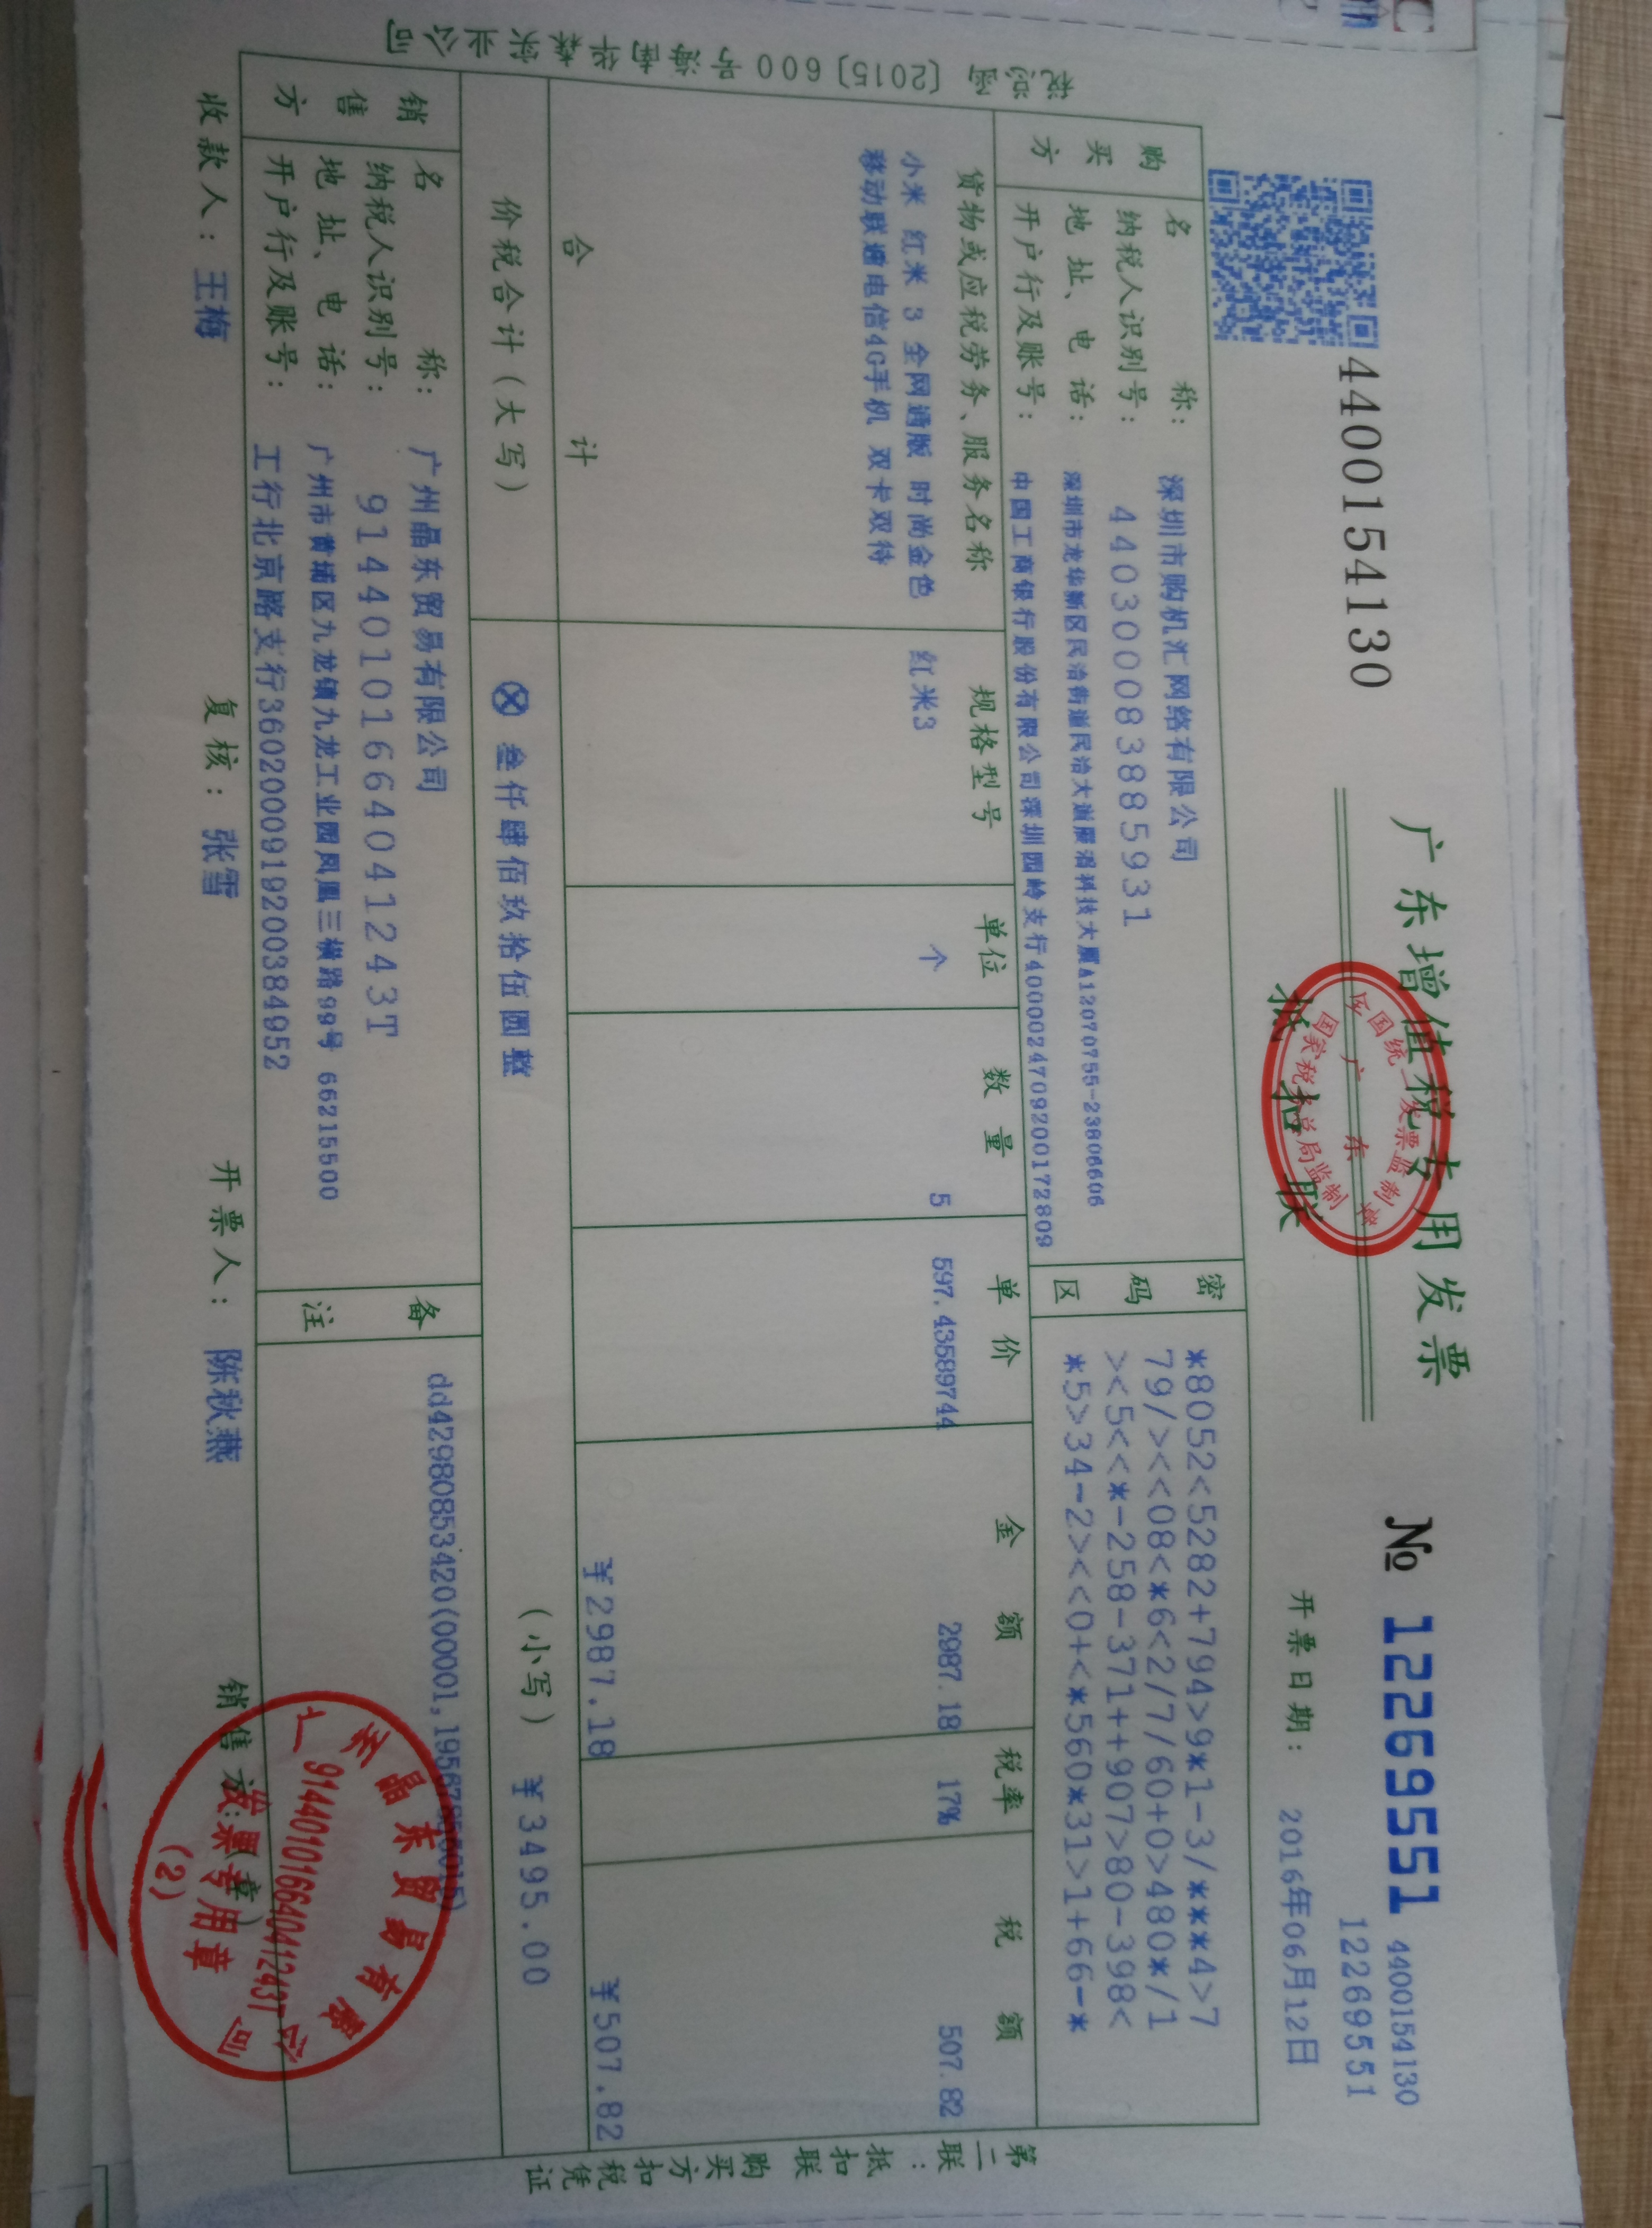 4400154130
广东增值税专用发票
抵扣联
№ 12269551
4400154130
12269551
开票日期: 2016年06月12日
全国统一发票监制章
广东
国家税务总局监制
购买方
名 称: 深圳市购机汇网络有限公司
纳税人识别号: 440300083885931
地址、电话: 深圳市龙华新区民治街道民治大道 科技大厦A12070755-23806606
开户行及账号: 中国工商银行股份有限公司深圳园岭支行4000024709200172809
密码区
*8052<5282+794>9*1-3/***4>7
79/><<08<*6<2/7/60+0>480*/1
><5<<*-258-371++907>80-398<
*5>34-2><<0+<*560*31>1+66-*
货物或应税劳务、服务名称 规格型号 单位 数量 单价 金额 税率 税额
小米 红米 3 全网通版 时尚金色 红米3 个 5 597.43589744 2987.18 17% 507.82
移动联通电信4G手机 双卡双待
合计 ¥2987.18 ¥507.82
价税合计(大写) ⊗ 叁仟肆佰玖拾伍圆整 (小写) ¥3495.00
销售方
名 称: 广州晶东贸易有限公司
纳税人识别号: 91440101664041243T
地址、电话: 广州市黄埔区九龙镇九龙工业园凤凰三横路99号 66215500
开户行及账号: 工行北京路支行3602000919200384952
备注
dd42980853420(00001,19567856015)
收款人: 王梅 复核: 张雪 开票人: 陈秋燕 销售方:(章)
广州晶东贸易有限公司
91440101664041243T
发票专用章
(2)
第二联:抵扣联 购买方扣税凭证
〔2015〕600号海南华森实业公司